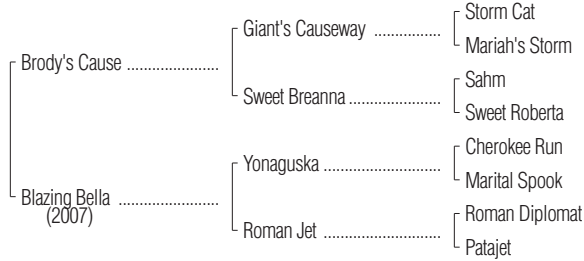 Storm Cat
Giant's Causeway ..................
Mariah's Storm
Brody's Cause .....................
Sahm
Sweet Breanna .....................
Sweet Roberta
Cherokee Run
Yonaguska ...........................
Marital Spook
Blazing Bella .......................
(2007)
Roman Diplomat
Roman Jet ...........................
Patajet